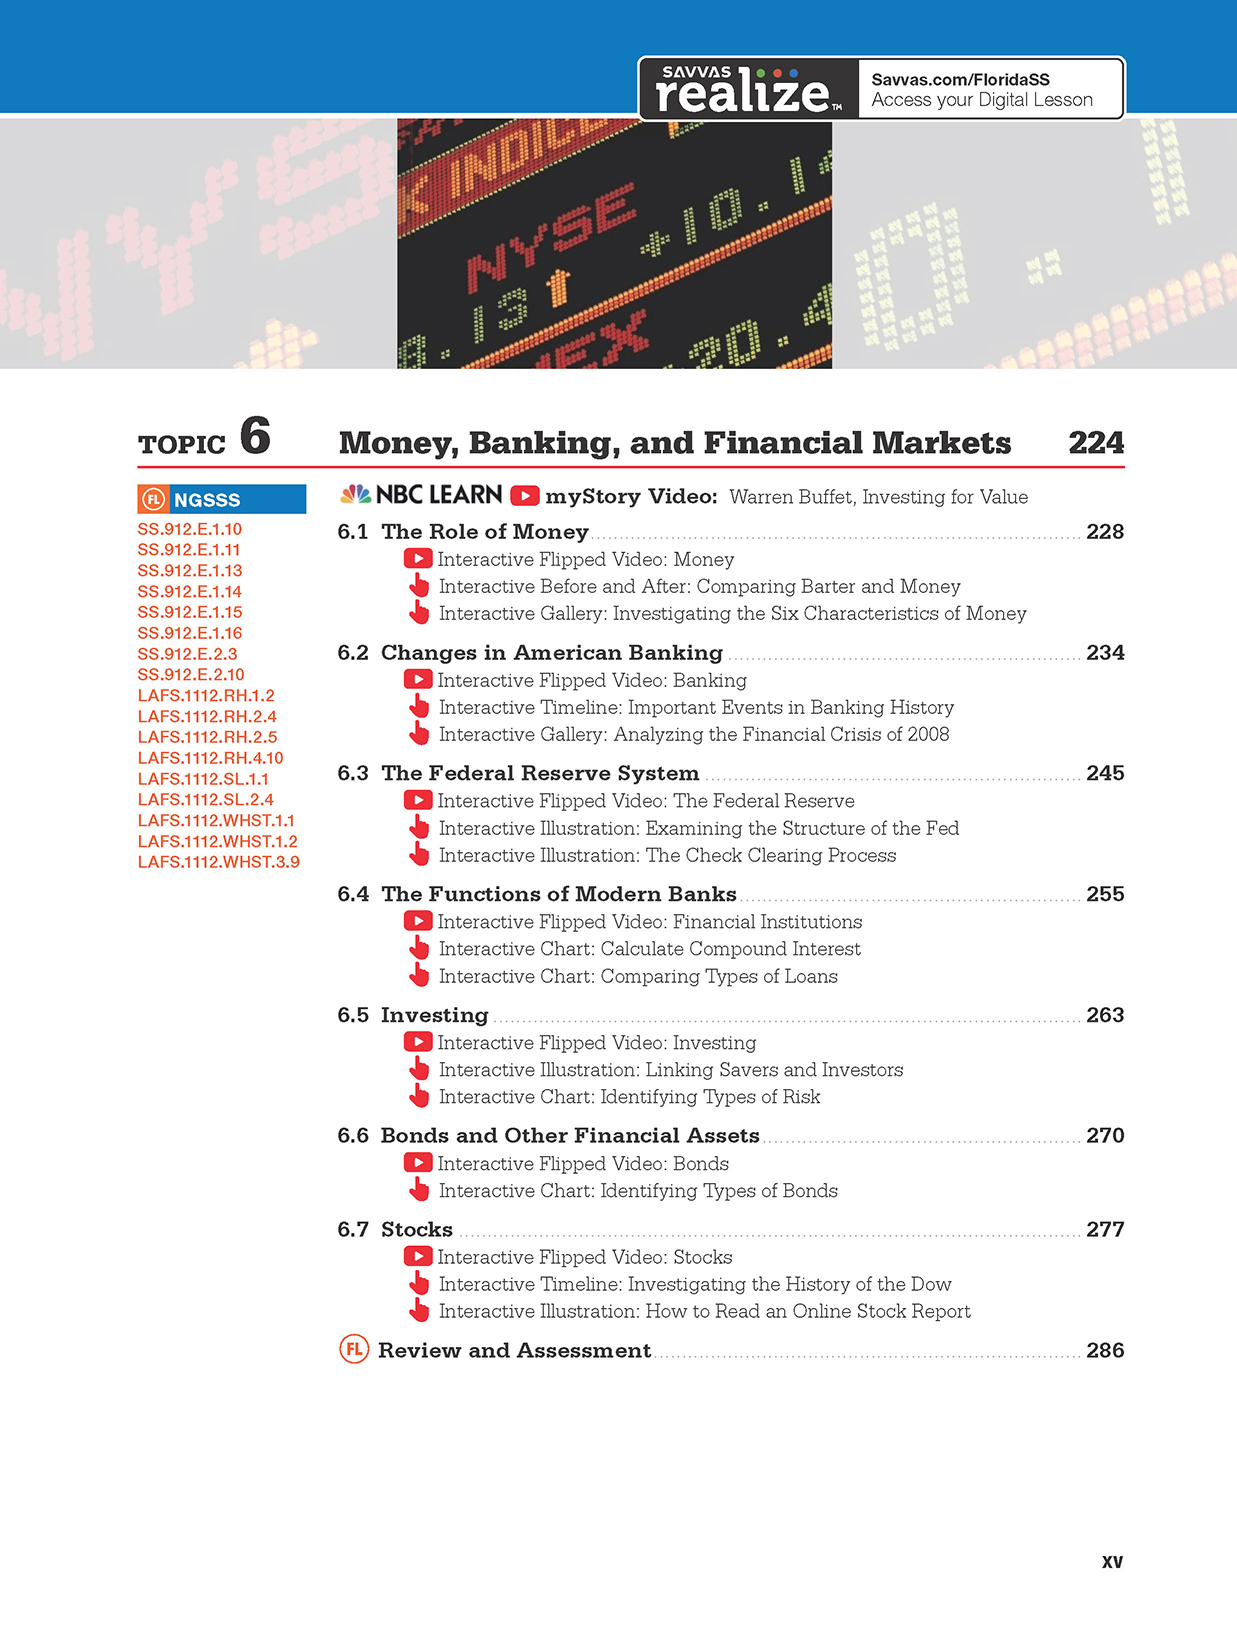 SAVVAS
realize™
Savvas.com/FloridaSS
Access your Digital Lesson
NYSE
+10.14
.13
20.4
TOPIC 6 Money, Banking, and Financial Markets 224
FL NGSSS
SS.912.E.1.10
SS.912.E.1.11
SS.912.E.1.13
SS.912.E.1.14
SS.912.E.1.15
SS.912.E.1.16
SS.912.E.2.3
SS.912.E.2.10
LAFS.1112.RH.1.2
LAFS.1112.RH.2.4
LAFS.1112.RH.2.5
LAFS.1112.RH.4.10
LAFS.1112.SL.1.1
LAFS.1112.SL.2.4
LAFS.1112.WHST.1.1
LAFS.1112.WHST.1.2
LAFS.1112.WHST.3.9
NBC LEARN myStory Video: Warren Buffet, Investing for Value
6.1 The Role of Money 228
Interactive Flipped Video: Money
Interactive Before and After: Comparing Barter and Money
Interactive Gallery: Investigating the Six Characteristics of Money
6.2 Changes in American Banking 234
Interactive Flipped Video: Banking
Interactive Timeline: Important Events in Banking History
Interactive Gallery: Analyzing the Financial Crisis of 2008
6.3 The Federal Reserve System 245
Interactive Flipped Video: The Federal Reserve
Interactive Illustration: Examining the Structure of the Fed
Interactive Illustration: The Check Clearing Process
6.4 The Functions of Modern Banks 255
Interactive Flipped Video: Financial Institutions
Interactive Chart: Calculate Compound Interest
Interactive Chart: Comparing Types of Loans
6.5 Investing 263
Interactive Flipped Video: Investing
Interactive Illustration: Linking Savers and Investors
Interactive Chart: Identifying Types of Risk
6.6 Bonds and Other Financial Assets 270
Interactive Flipped Video: Bonds
Interactive Chart: Identifying Types of Bonds
6.7 Stocks 277
Interactive Flipped Video: Stocks
Interactive Timeline: Investigating the History of the Dow
Interactive Illustration: How to Read an Online Stock Report
FL Review and Assessment 286
xv